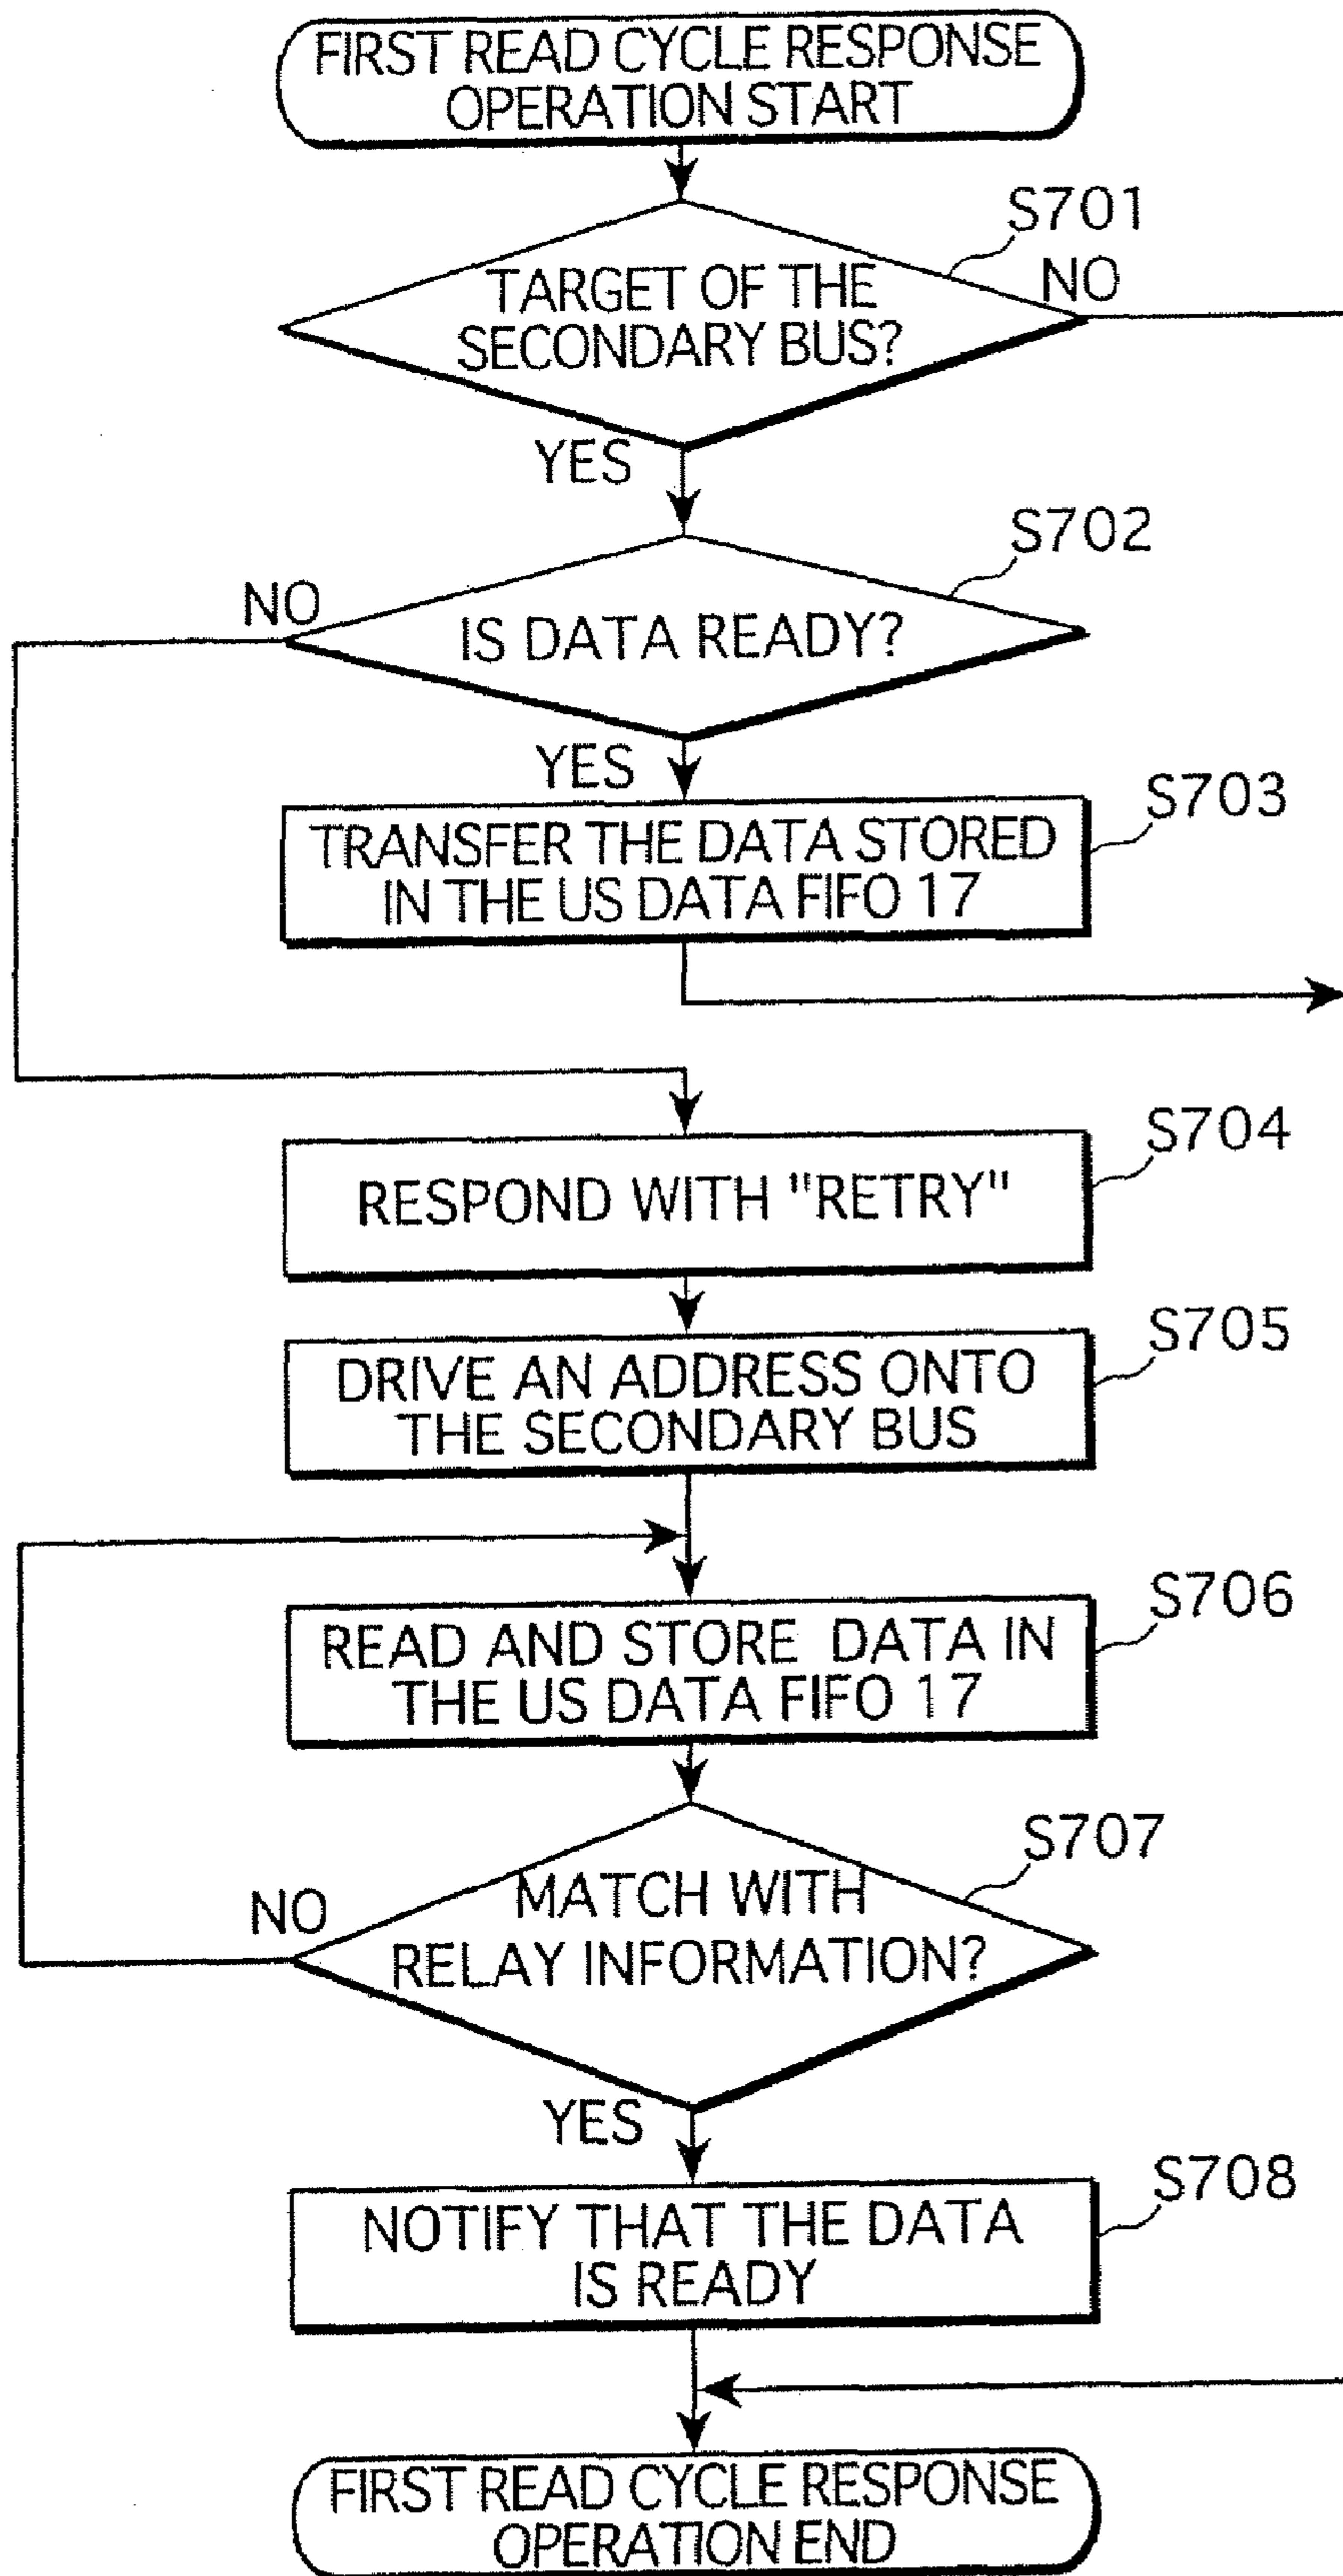 FIRST READ CYCLE RESPONSE
OPERATION START
S701
TARGET OF THE
SECONDARY BUS?
NO
YES
S702
NO
IS DATA READY?
YES
S703
TRANSFER THE DATA STORED
IN THE US DATA FIFO 17
S704
RESPOND WITH "RETRY"
S705
DRIVE AN ADDRESS ONTO
THE SECONDARY BUS
S706
READ AND STORE DATA IN
THE US DATA FIFO 17
S707
MATCH WITH
RELAY INFORMATION?
NO
YES
S708
NOTIFY THAT THE DATA
IS READY
FIRST READ CYCLE RESPONSE
OPERATION END